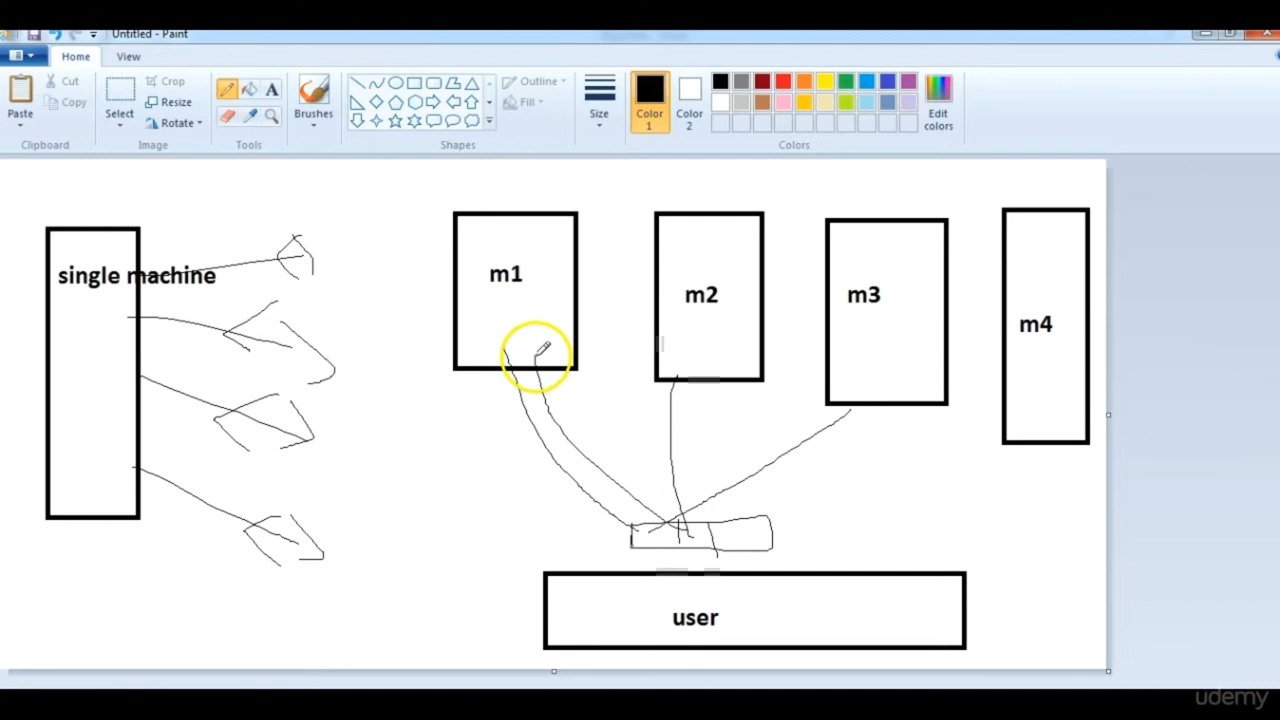 Untitled - Paint
Home View
Paste
Cut
Copy
Clipboard
Select
Crop
Resize
Rotate
Image
A
Tools
Brushes
Outline
Fill
Shapes
Size
Color 1
Color 2
Edit colors
Colors
single machine
m1
m2
m3
m4
user
udemy